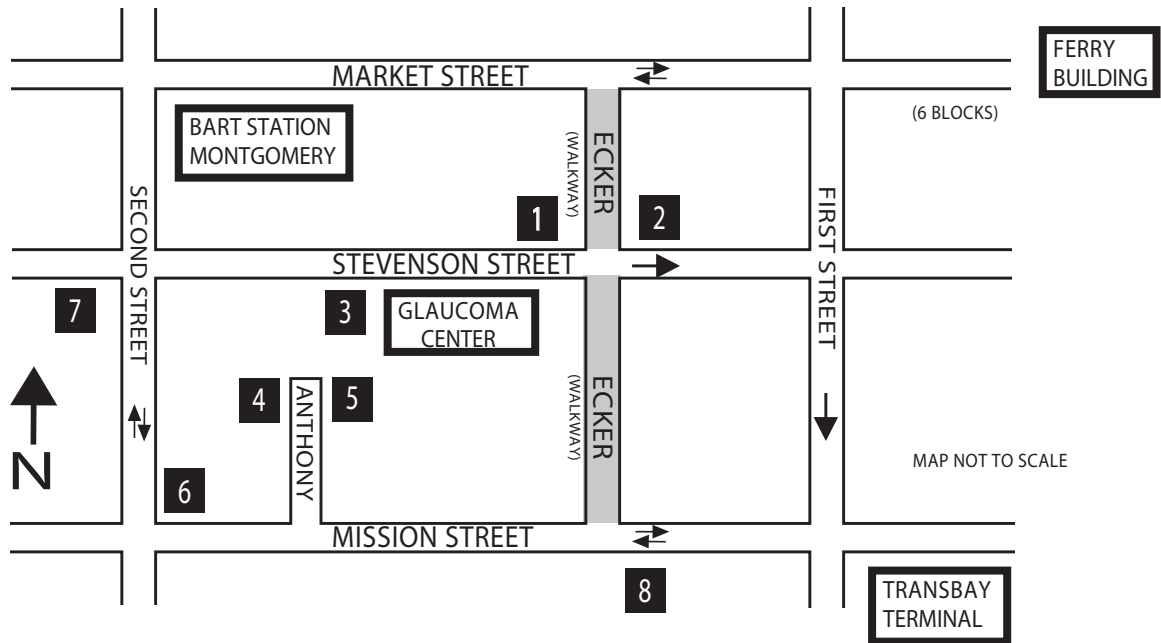 FERRY
BUILDING
MARKET STREET
(6 BLOCKS)
BART STATION
MONTGOMERY
ECKER
(WALKWAY)
SECOND STREET
FIRST STREET
1
2
STEVENSON STREET
7
3
GLAUCOMA
CENTER
4
ANTHONY
5
ECKER
(WALKWAY)
N
6
MAP NOT TO SCALE
MISSION STREET
8
TRANSBAY
TERMINAL